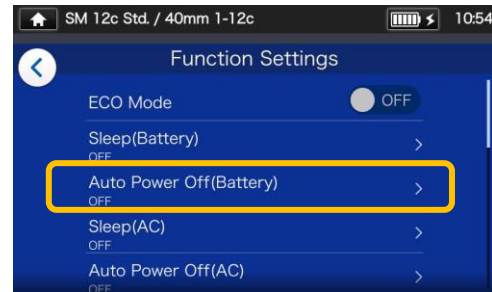 SM 12c Std. / 40mm 1-12c
10:54
Function Settings
ECO Mode
OFF
Sleep(Battery)
OFF
Auto Power Off(Battery)
OFF
Sleep(AC)
OFF
Auto Power Off(AC)
OFF